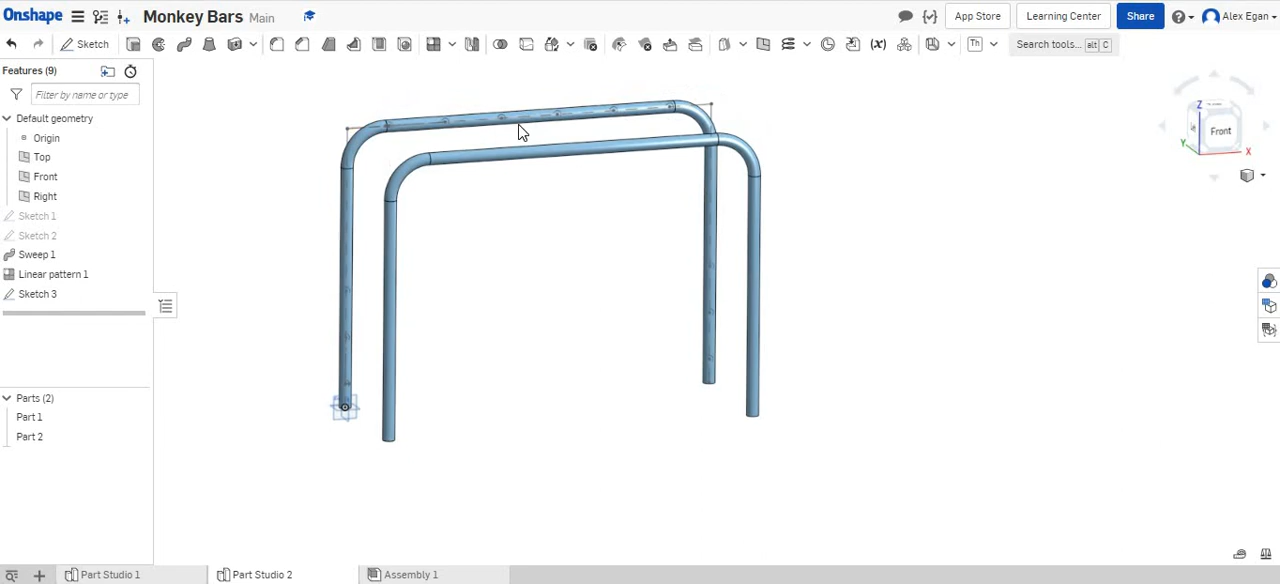 Onshape Monkey Bars Main App Store Learning Center Share Alex Egan
Sketch Th Search tools... alt C
Features (9)
Filter by name or type
Default geometry
Origin
Top
Front
Right
Sketch 1
Sketch 2
Sweep 1
Linear pattern 1
Sketch 3
Parts (2)
Part 1
Part 2
Z
Front
Y
X
Part Studio 1 Part Studio 2 Assembly 1